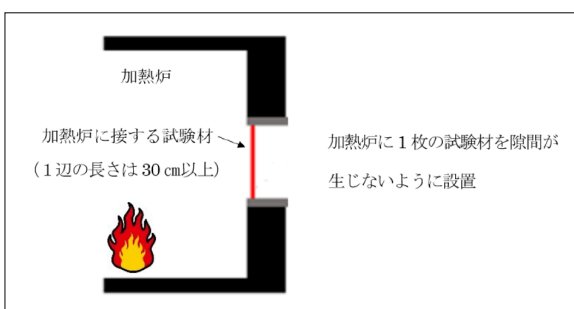 加熱炉
加熱炉に接する試験材
（１辺の長さは 30 ㎝以上）
加熱炉に 1 枚の試験材を隙間が
生じないように設置